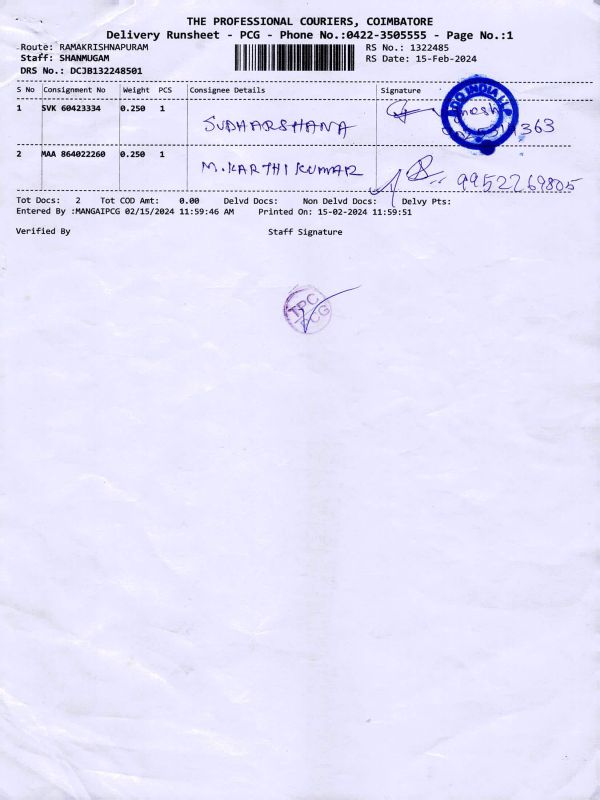 THE PROFESSIONAL COURIERS, COIMBATORE
Delivery Runsheet - PCG - Phone No.:0422-3505555 - Page No.:1
Route: RAMAKRISHNAPURAM RS No.: 1322485
Staff: SHANMUGAM RS Date: 15-Feb-2024
DRS No.: DCJB132248501
S No Consignment No Weight PCS Consignee Details Signature
1 SVK 60423334 0.250 1
SUDHARSHANA 363
2 MAA 864022260 0.250 1
M.KARTHIKUMAR 9952269805
Tot Docs: 2 Tot COD Amt: 0.00 Delvd Docs: Non Delvd Docs: Delvy Pts:
Entered By :MANGAIPCG 02/15/2024 11:59:46 AM Printed On: 15-02-2024 11:59:51
Verified By Staff Signature
TPC
PCG